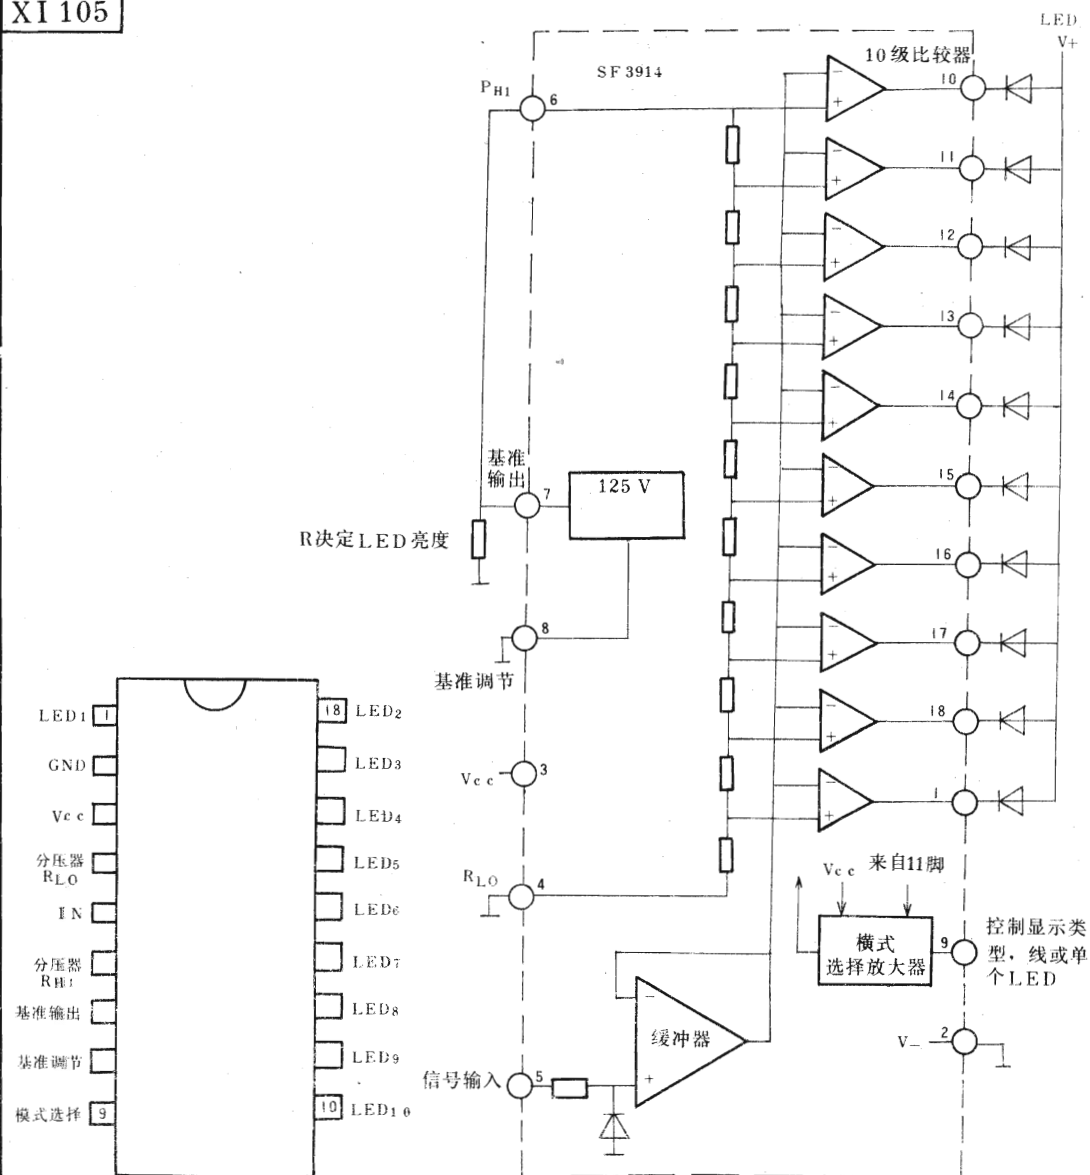 XI 105
LED
V+
10级比较器
SF 3914
PH1
6
10
11
12
13
14
15
16
17
18
1
基准
输出
7
125 V
R决定LED亮度
8
基准调节
Vcc
3
RLO
4
Vcc
来自11脚
横式
选择放大器
9
控制显示类
型，线或单
个LED
V-
2
缓冲器
信号输入
5
LED1
1
18
LED2
GND
LED3
Vcc
LED4
分压器
RLO
LED5
IN
LED6
分压器
RHI
LED7
基准输出
LED8
基准调节
LED9
模式选择
9
10
LED10